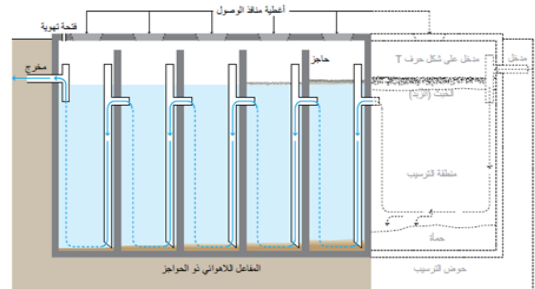 أغطية منافذ الوصول
فتحة تهوية
مدخل على شكل حرف T
مدخل
حاجز
مخرج
الخبث (الزبد)
منطقة الترسيب
حمأة
المفاعل اللاهوائي ذو الحواجز
حوض الترسيب